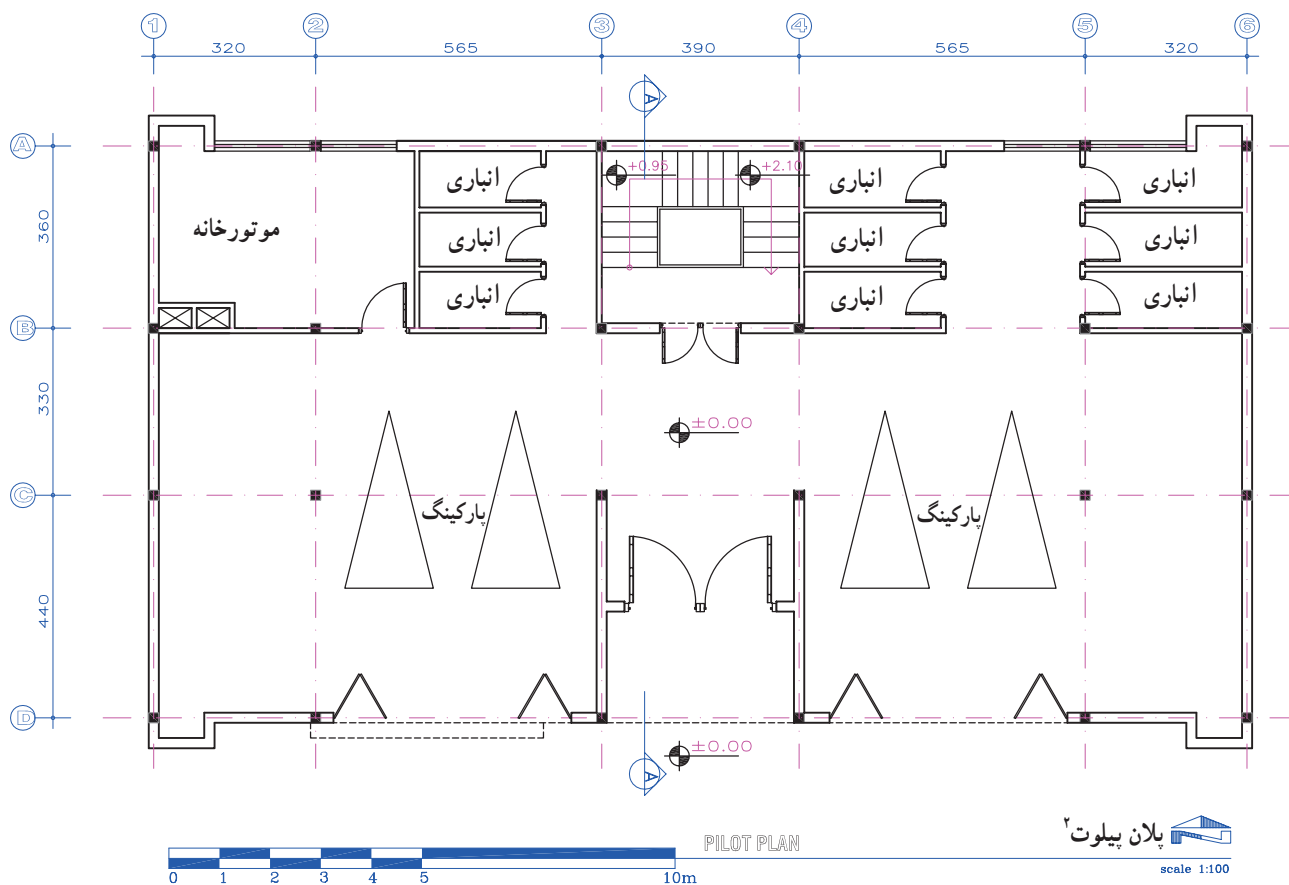 1 2 3 4 5 6
320 565 390 565 320
A
A
+0.95 +2.10
انباری انباری انباری
360
موتورخانه
انباری انباری انباری
انباری انباری انباری
B
330
±0.00
C
پارکینگ پارکینگ
440
D
±0.00
A
پلان پیلوت۲
PILOT PLAN
scale 1:100
0 1 2 3 4 5 10m